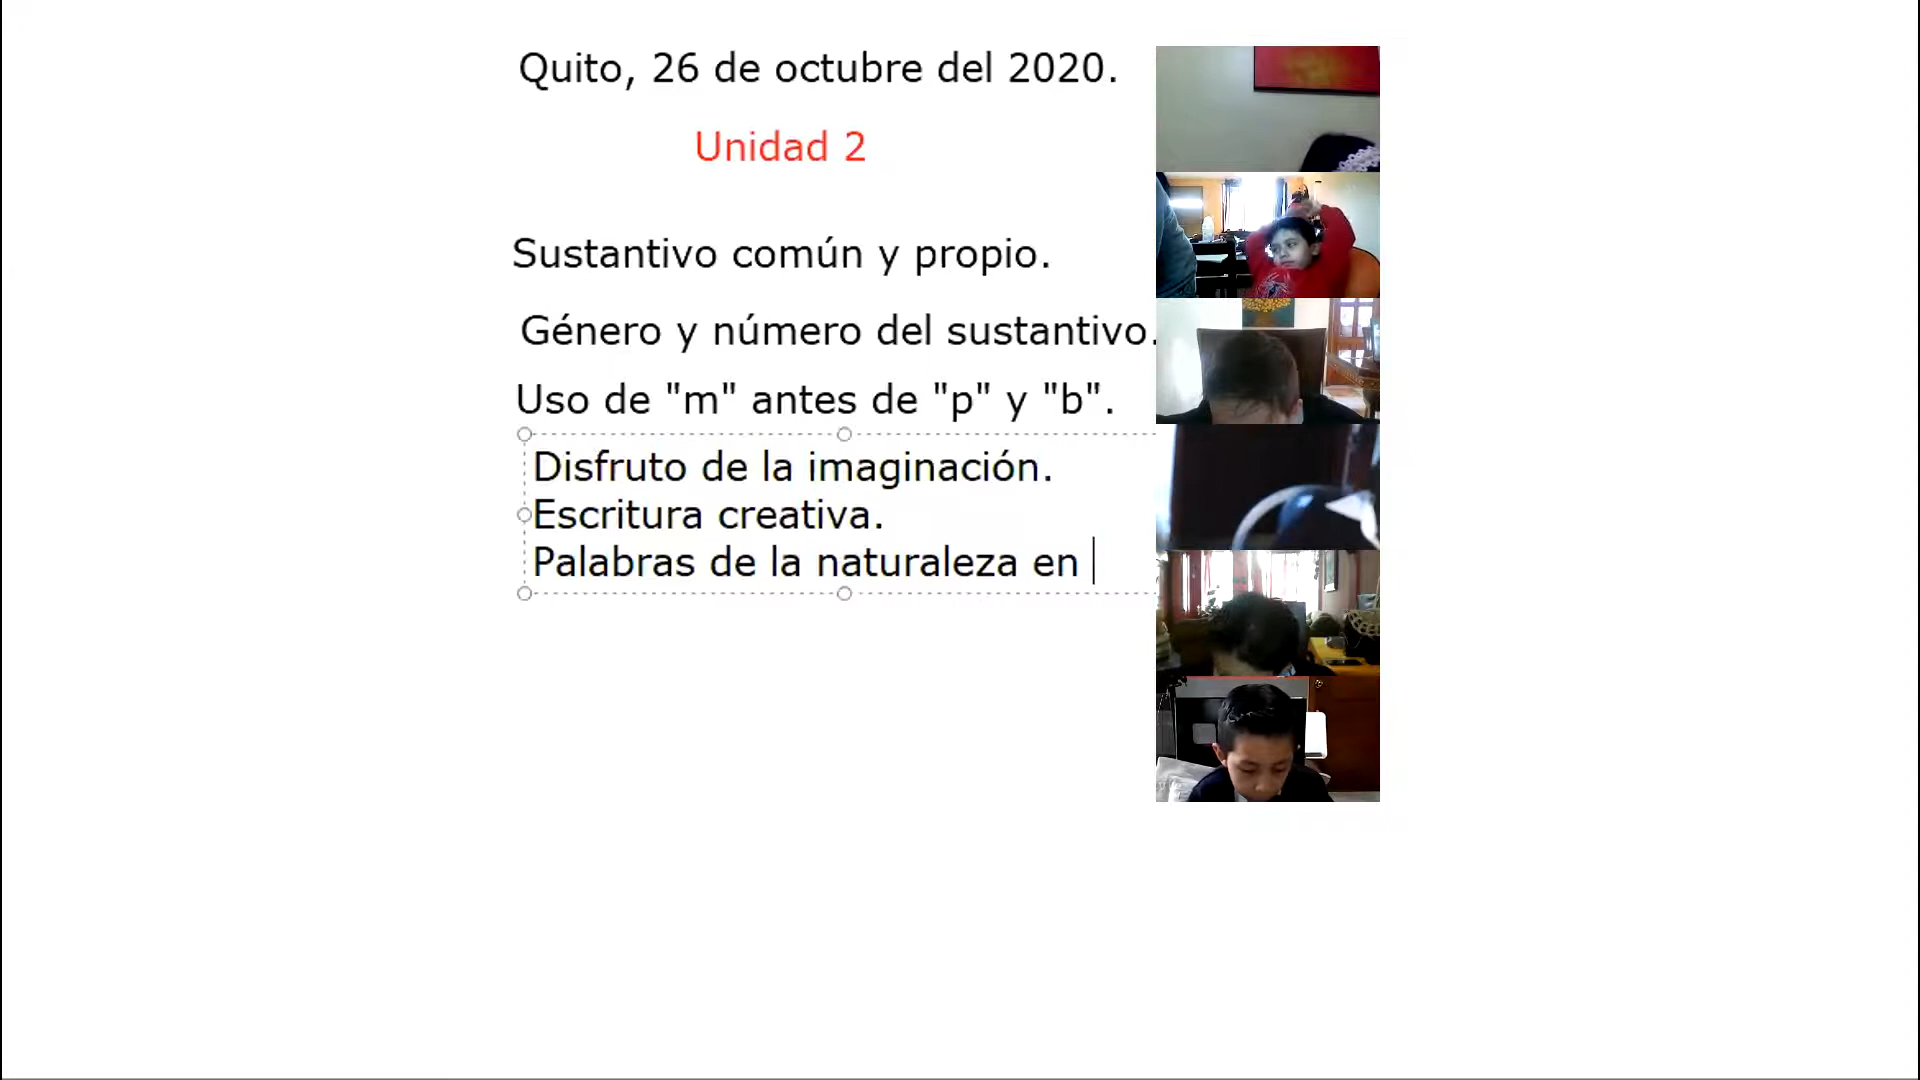 Quito, 26 de octubre del 2020.
Unidad 2
Sustantivo común y propio.
Género y número del sustantivo.
Uso de "m" antes de "p" y "b".
Disfruto de la imaginación.
Escritura creativa.
Palabras de la naturaleza en